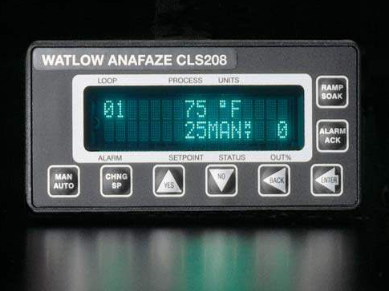 WATLOW ANAFAZE CLS208
LOOP PROCESS UNITS
01 75 °F
25MAN 0
ALARM SETPOINT STATUS OUT%
RAMP SOAK
ALARM ACK
MAN AUTO
CHNG SP
YES
NO
BACK
ENTER